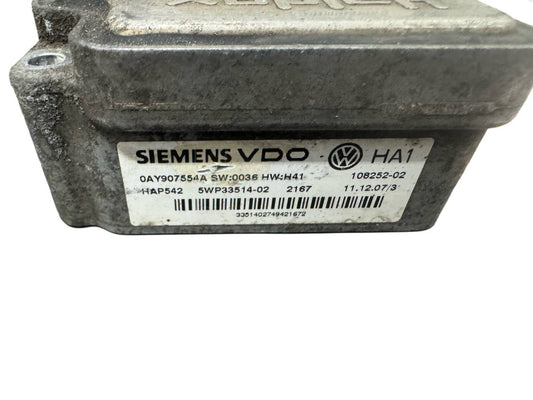 SIEMENS VDO HA1
0AY907554A SW:0036 HW:H41 108252-02
HAP542 5WP33514-02 2167 11.12.07/3
3351402749421672